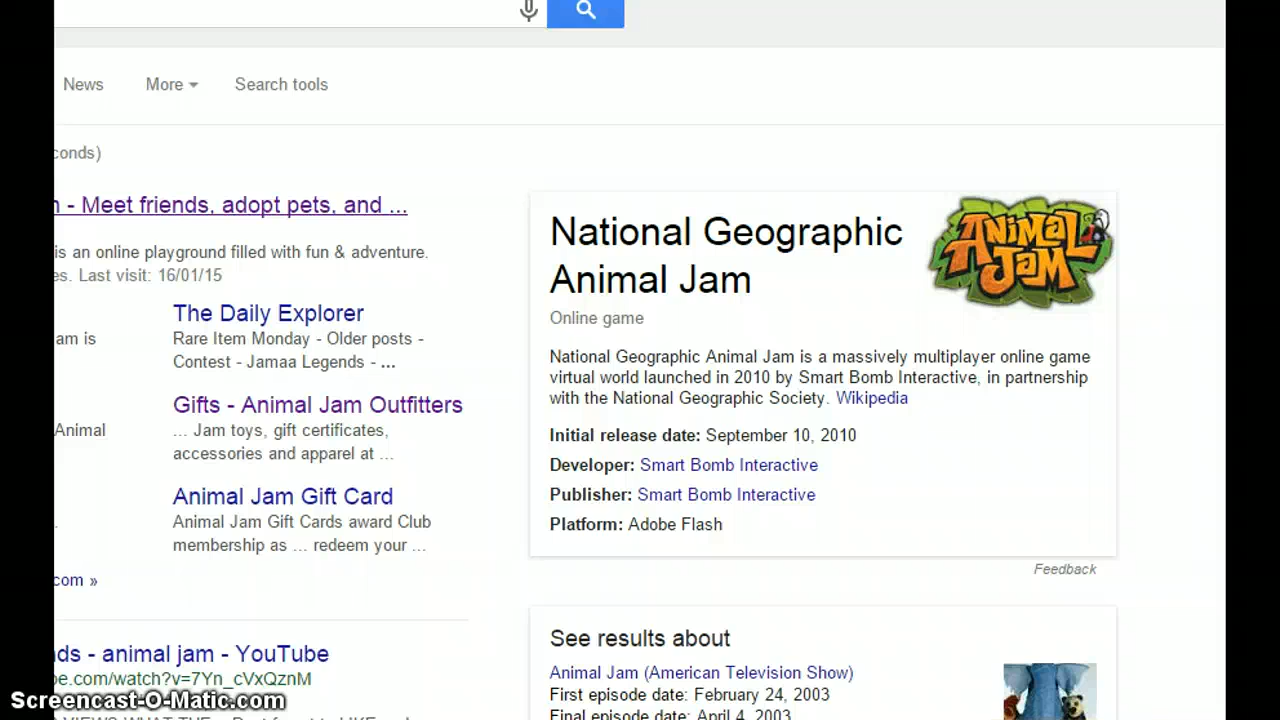 News More Search tools
conds)
- Meet friends, adopt pets, and ...
is an online playground filled with fun & adventure.
es. Last visit: 16/01/15
The Daily Explorer
am is
Rare Item Monday - Older posts -
Contest - Jamaa Legends - ...
Gifts - Animal Jam Outfitters
Animal
... Jam toys, gift certificates,
accessories and apparel at ...
Animal Jam Gift Card
Animal Jam Gift Cards award Club
membership as ... redeem your ...
com »
ds - animal jam - YouTube
be.com/watch?v=7Yn_cVxQznM
National Geographic
Animal Jam
ANIMAL
JAM
Online game
National Geographic Animal Jam is a massively multiplayer online game
virtual world launched in 2010 by Smart Bomb Interactive, in partnership
with the National Geographic Society. Wikipedia
Initial release date: September 10, 2010
Developer: Smart Bomb Interactive
Publisher: Smart Bomb Interactive
Platform: Adobe Flash
Feedback
See results about
Animal Jam (American Television Show)
First episode date: February 24, 2003
Final episode date: April 4, 2003
Screencast-O-Matic.com